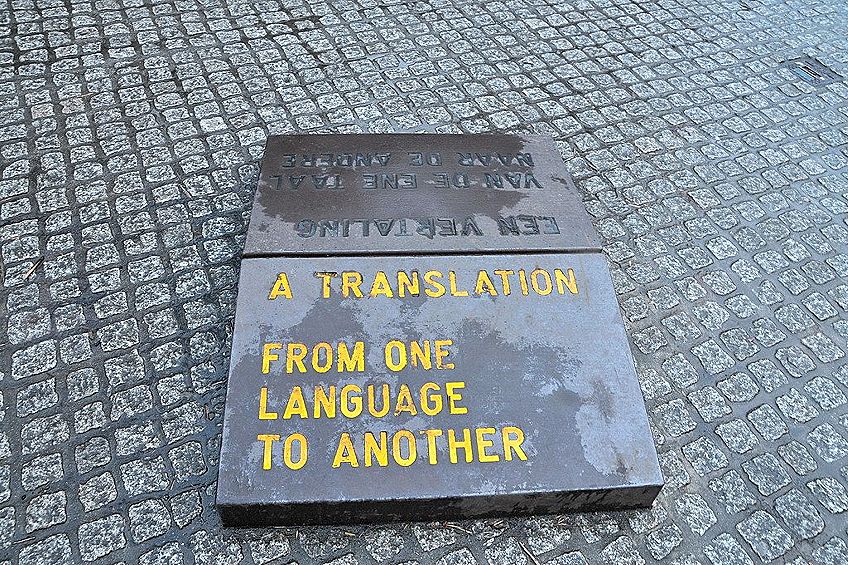 A TRANSLATION
FROM ONE
LANGUAGE
TO ANOTHER
EEN VERTALING
VAN DE ENE TAAL
NAAR DE ANDERE